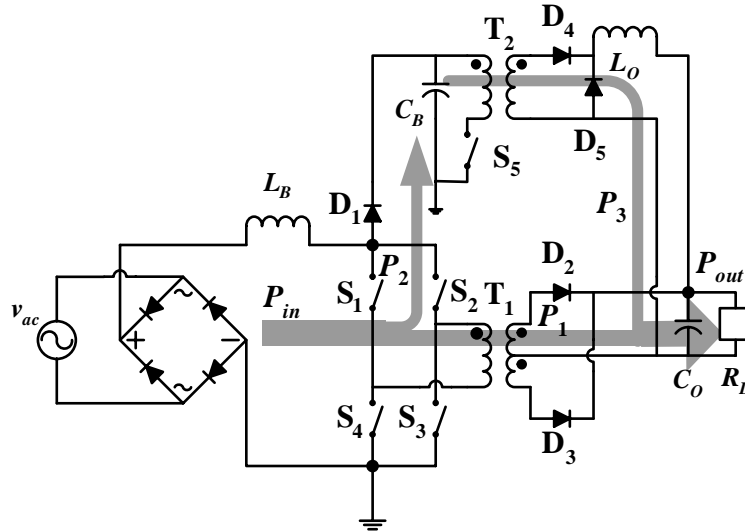 D4
T2
LO
CB
D5
S5
LB
D1
P3
D2
Pout
P2
vac
Pin
S1
S2
T1
P1
+
−
CO
RL
S4
S3
D3